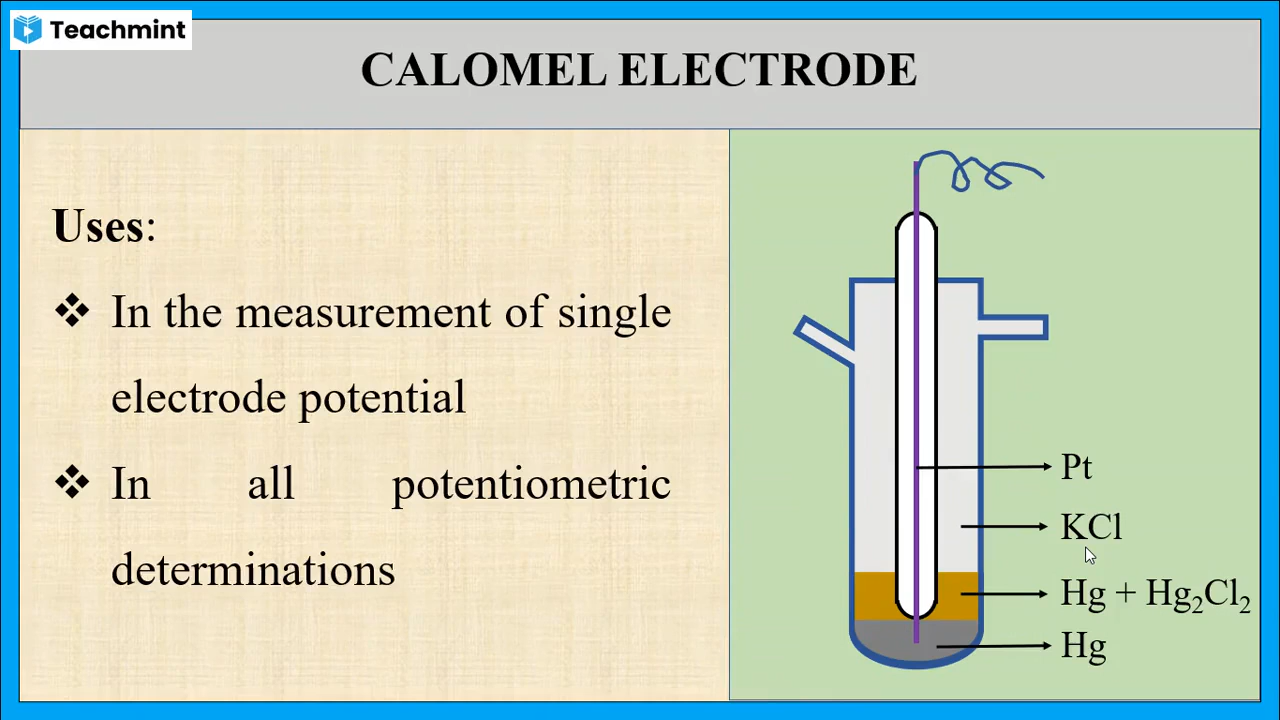 Teachmint
CALOMEL ELECTRODE
Uses:
❖ In the measurement of single
electrode potential
❖ In all potentiometric
determinations
Pt
KCl
Hg + Hg₂Cl₂
Hg